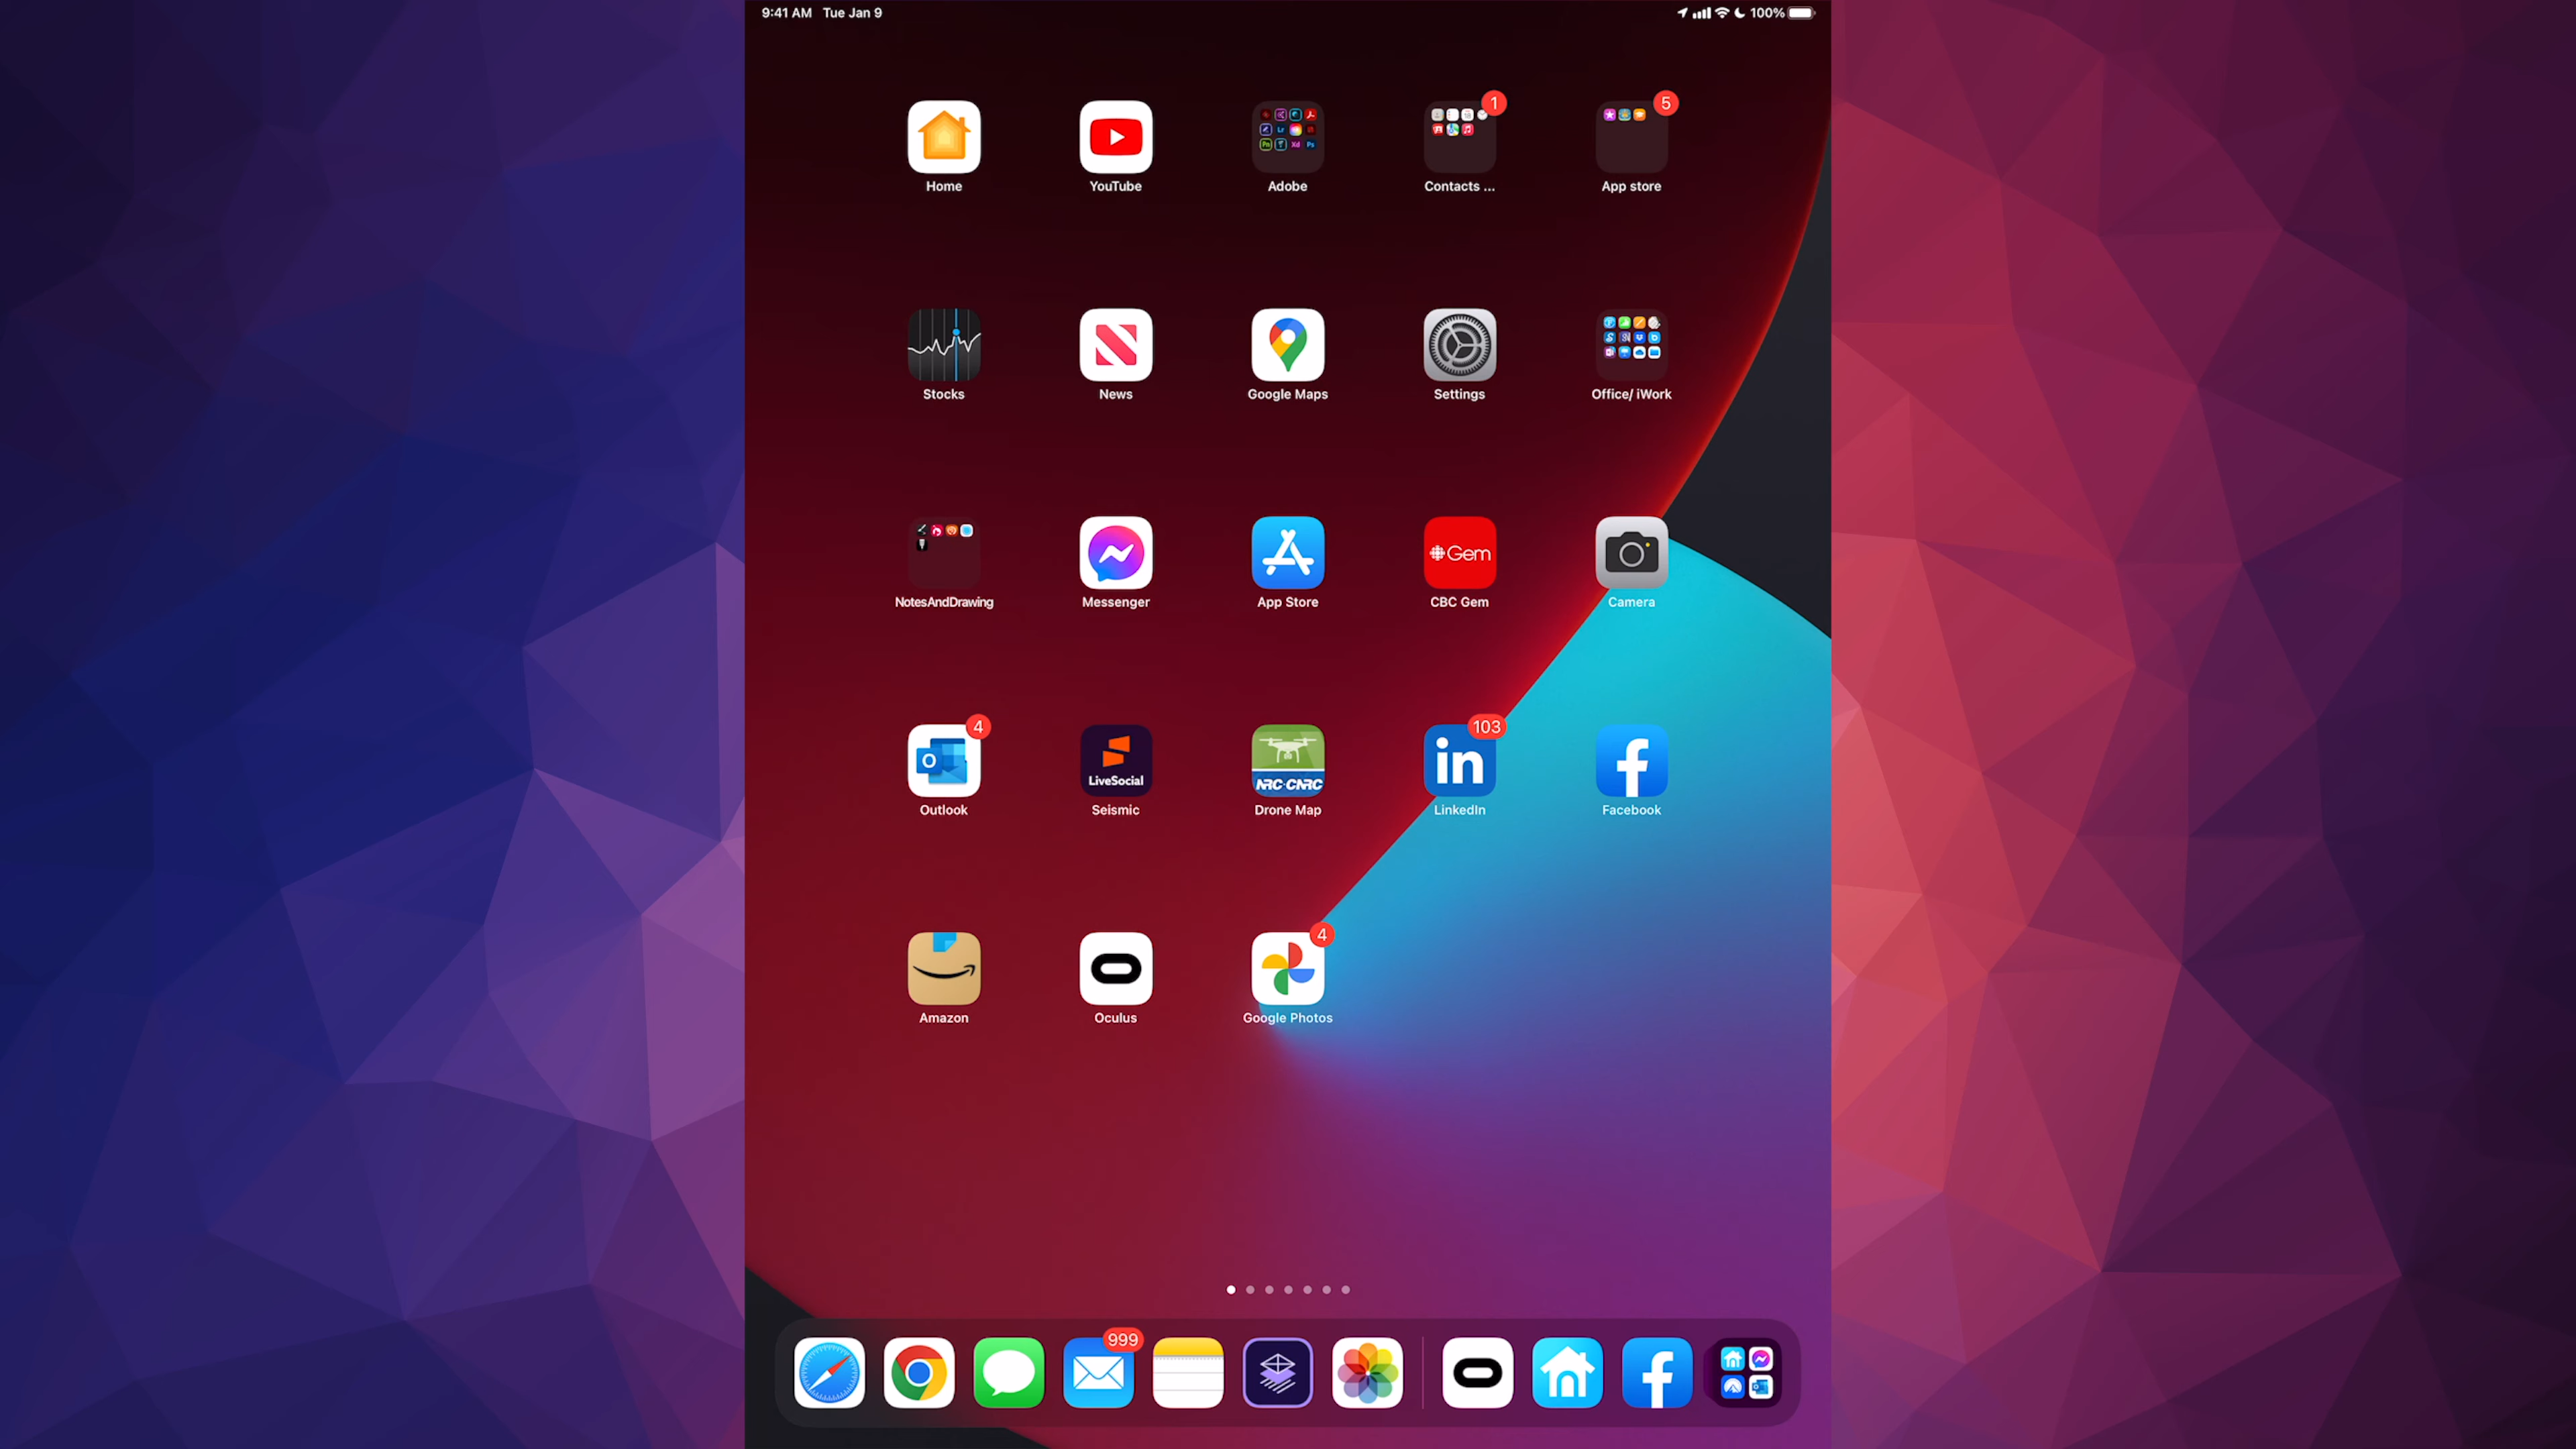 9:41 AM Tue Jan 9
100%
1
5
Home
YouTube
Adobe
Contacts ...
App store
Stocks
News
Google Maps
Settings
Office/ iWork
Gem
NotesAndDrawing
Messenger
App Store
CBC Gem
Camera
4
103
LiveSocial
NRC·CNRC
in
Outlook
Seismic
Drone Map
LinkedIn
Facebook
4
Amazon
Oculus
Google Photos
999